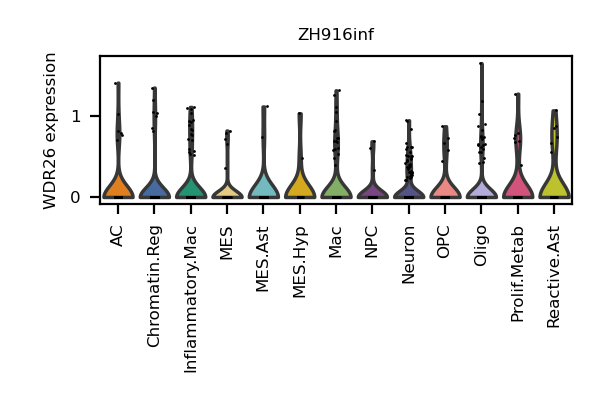 ZH916inf
WDR26 expression
1
0
AC
Chromatin.Reg
Inflammatory.Mac
MES
MES.Ast
MES.Hyp
Mac
NPC
Neuron
OPC
Oligo
Prolif.Metab
Reactive.Ast